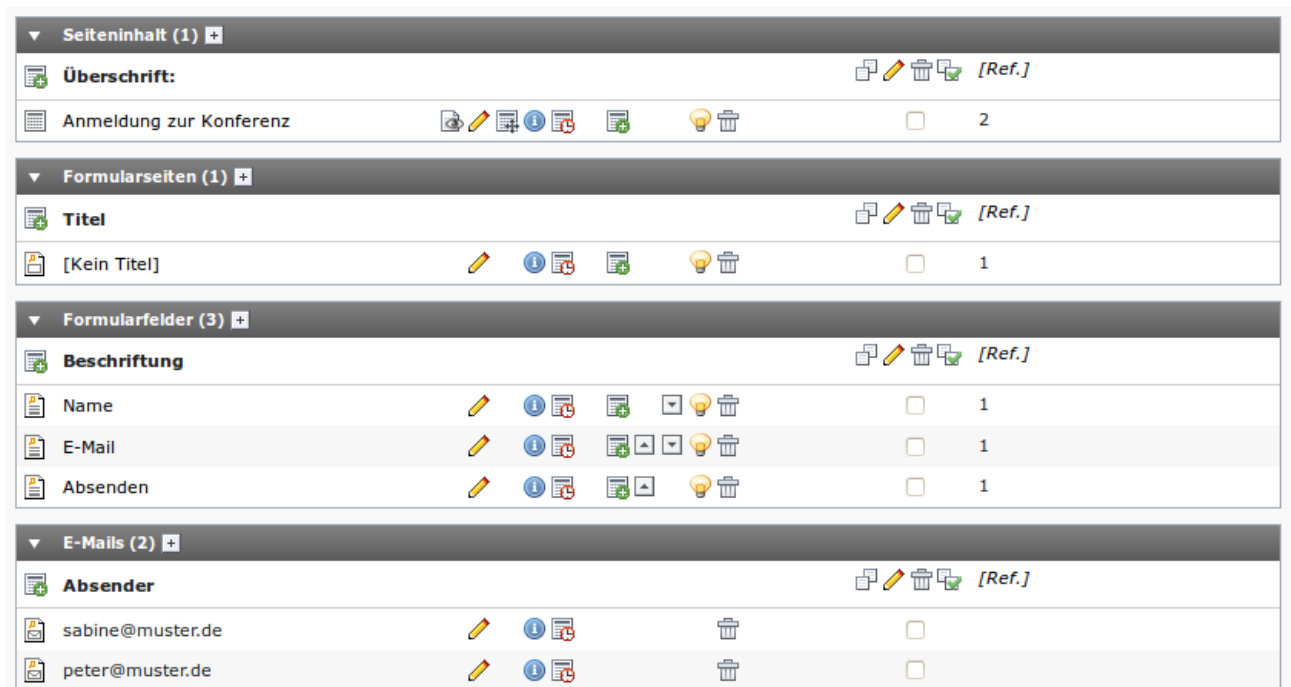 Seiteninhalt (1)
Überschrift: [Ref.]
Anmeldung zur Konferenz 2
Formularseiten (1)
Titel [Ref.]
[Kein Titel] 1
Formularfelder (3)
Beschriftung [Ref.]
Name 1
E-Mail 1
Absenden 1
E-Mails (2)
Absender [Ref.]
sabine@muster.de
peter@muster.de